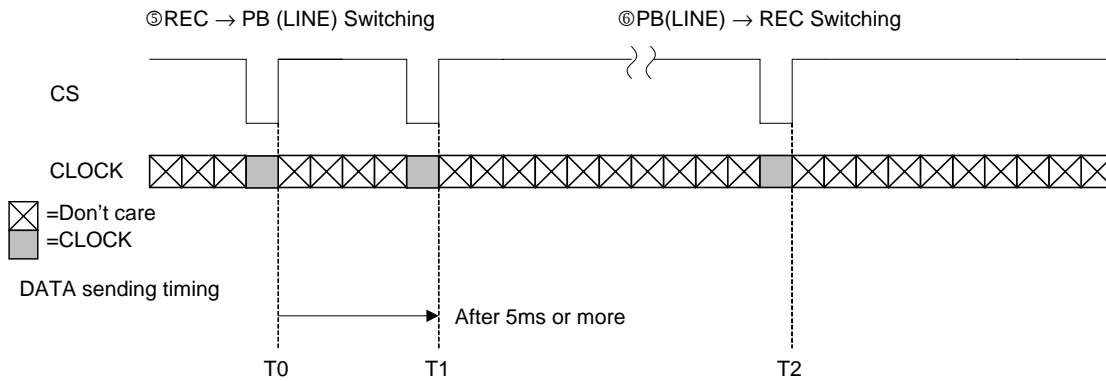 ⑤REC → PB (LINE) Switching
⑥PB(LINE) → REC Switching
CS
CLOCK
=Don't care
=CLOCK
DATA sending timing
After 5ms or more
T0 T1 T2